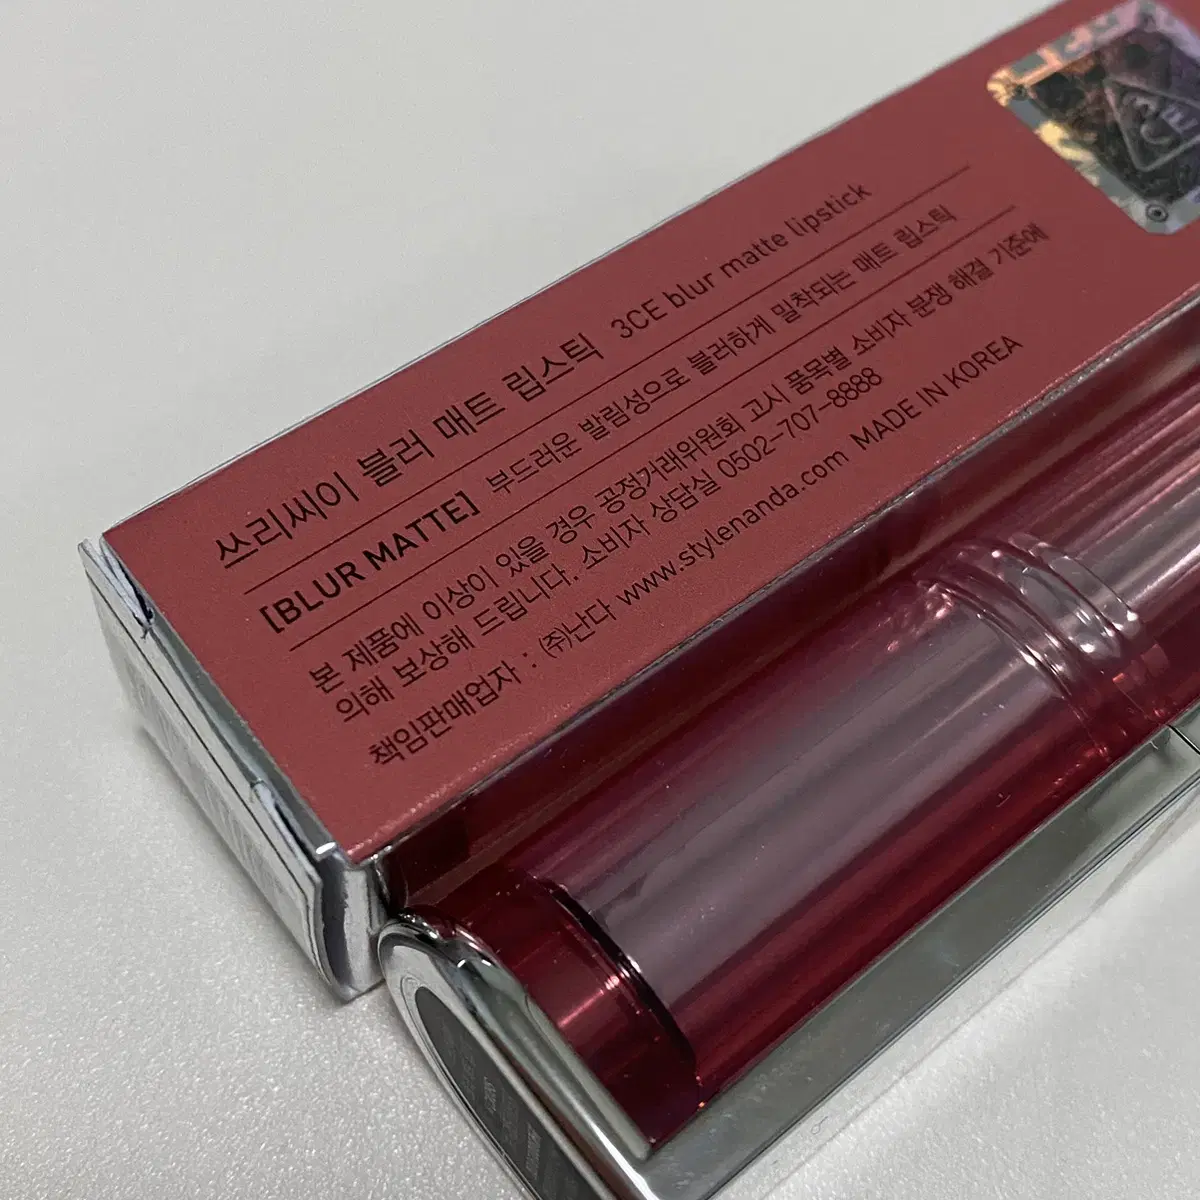 쓰리씨이 블러 매트 립스틱 3CE blur matte lipstick
[BLUR MATTE] 부드러운 발림성으로 블러하게 밀착되는 매트 립스틱
본 제품에 이상이 있을 경우 공정거래위원회 고시 품목별 소비자 분쟁 해결 기준에
의해 보상해 드립니다. 소비자 상담실 0502-707-8888
책임판매업자 : ㈜난다 www.stylenanda.com MADE IN KOREA
3CE